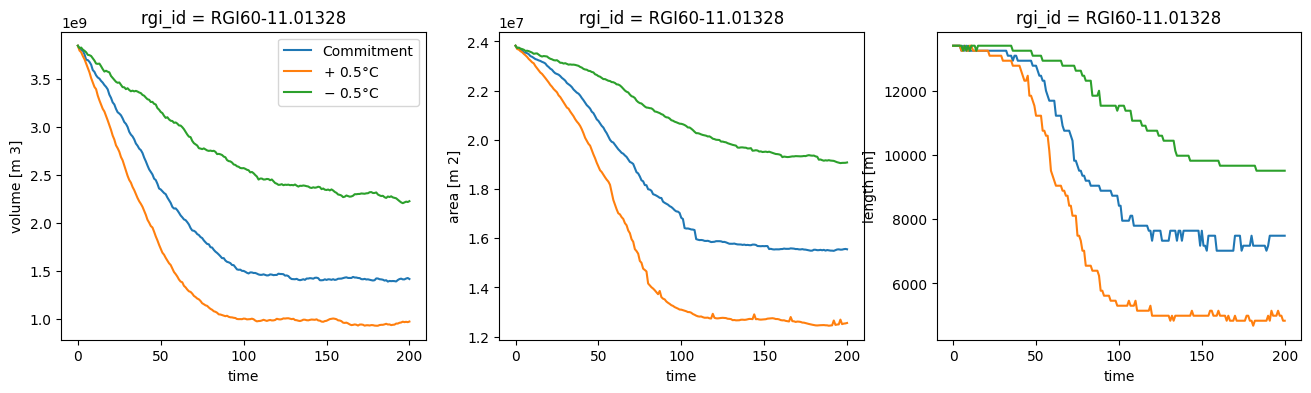 rgi_id = RGI60-11.01328
1e9
volume [m 3]
3.5
3.0
2.5
2.0
1.5
1.0
0
50
100
150
200
time
Commitment
+ 0.5°C
− 0.5°C
rgi_id = RGI60-11.01328
1e7
area [m 2]
2.4
2.2
2.0
1.8
1.6
1.4
1.2
0
50
100
150
200
time
rgi_id = RGI60-11.01328
length [m]
12000
10000
8000
6000
0
50
100
150
200
time